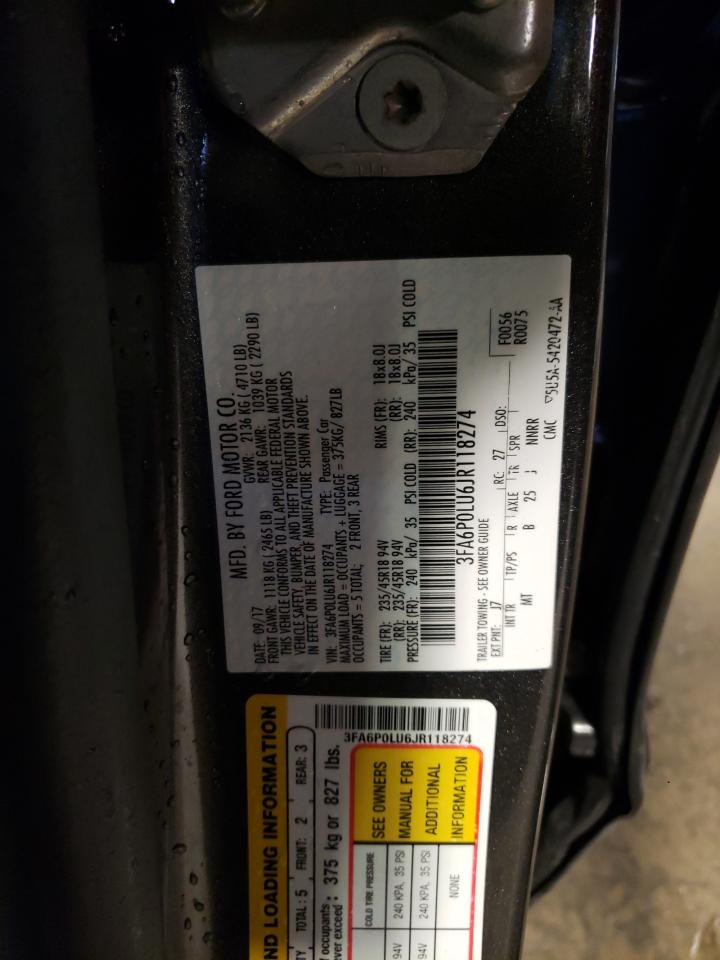 MFD. BY FORD MOTOR CO.
DATE: 09/17 GVWR: 2136 KG ( 4710 LB)
FRONT GAWR: 1118 KG ( 2465 LB) REAR GAWR: 1039 KG ( 2290 LB)
THIS VEHICLE CONFORMS TO ALL APPLICABLE FEDERAL MOTOR
VEHICLE SAFETY, BUMPER, AND THEFT PREVENTION STANDARDS
IN EFFECT ON THE DATE OF MANUFACTURE SHOWN ABOVE.
VIN: 3FA6P0LU6JR118274 TYPE: Passenger Car
MAXIMUM LOAD = OCCUPANTS + LUGGAGE = 375KG/ 827LB
OCCUPANTS = 5 TOTAL; 2 FRONT, 3 REAR
TIRE (FR): 235/45R18 94V RIMS (FR): 18x8.0J
(RR): 235/45R18 94V (RR): 18x8.0J
PRESSURE (FR): 240 kPa/ 35 PSI COLD (RR): 240 kPa/ 35 PSI COLD
3FA6P0LU6JR118274
TRAILER TOWING - SEE OWNER GUIDE
EXT PNT: J7 RC: 27 DSO: F0056
R0075
INT TR TP/PS R AXLE TR SPR
MT B 25 J NNRR
CMC 5U5A-5420472-AA
3FA6P0LU6JR118274
ND LOADING INFORMATION
TY TOTAL: 5 FRONT: 2 REAR: 3
f occupants
ever exceed : 375 kg or 827 lbs.
COLD TIRE PRESSURE
94V 240 KPA, 35 PSI
94V 240 KPA, 35 PSI
NONE
SEE OWNERS
MANUAL FOR
ADDITIONAL
INFORMATION